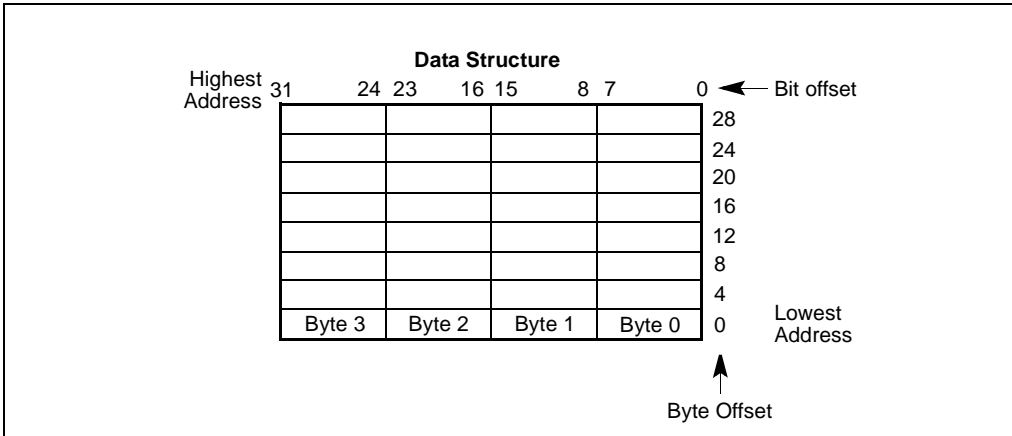 Data Structure
Highest
Address
31 24 23 16 15 8 7 0 Bit offset
28
24
20
16
12
8
4
Byte 3 Byte 2 Byte 1 Byte 0 0
Lowest
Address
Byte Offset